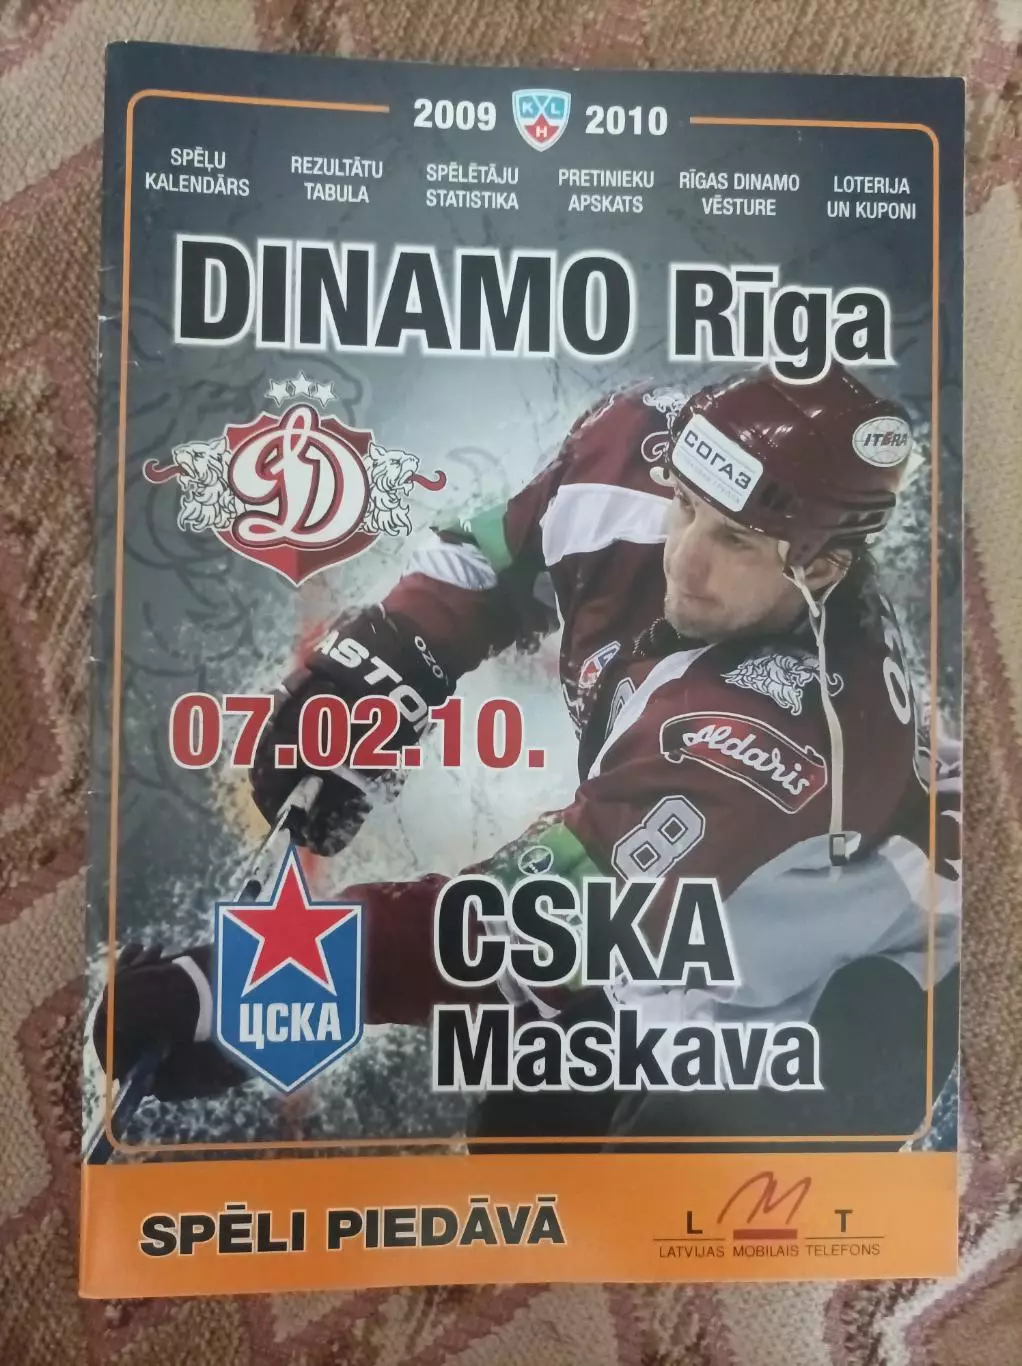 2009 KHL 2010
SPĒĻU KALENDĀRS
REZULTĀTU TABULA
SPĒLĒTĀJU STATISTIKA
PRETINIEKU APSKATS
RĪGAS DINAMO VĒSTURE
LOTERIJA UN KUPONI
DINAMO Rīga
D
СОГАЗ
ITERA
OZO
07.02.10.
Aldaris
8
ЦСКА
CSKA
Maskava
SPĒLI PIEDĀVĀ
L M T
LATVIJAS MOBILAIS TELEFONS